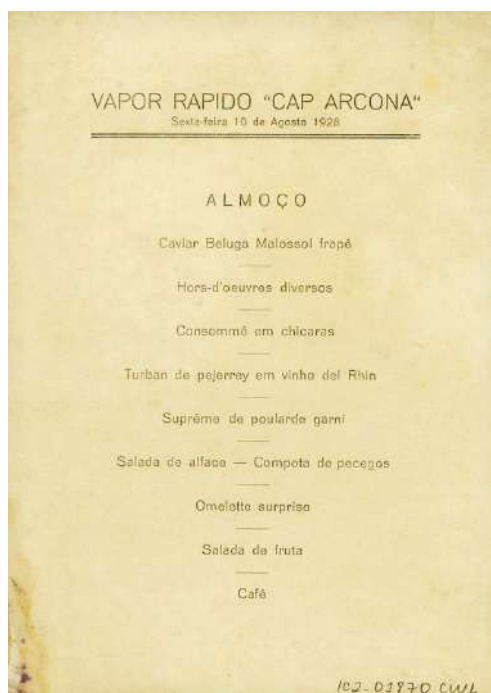 VAPOR RAPIDO "CAP ARCONA"
Sexta-feira 10 de Agosto 1928
ALMOÇO
Caviar Beluga Malossol frapé
Hors-d'oeuvres diversos
Consommé em chicaras
Turban de pejerrey em vinho del Rhin
Suprême de poularde garni
Salada de alface — Compota de pecegos
Omelette surprise
Salada de fruta
Café
IC2-01870 CWL